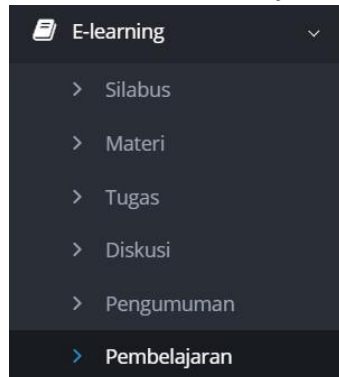 E-learning
Silabus
Materi
Tugas
Diskusi
Pengumuman
Pembelajaran